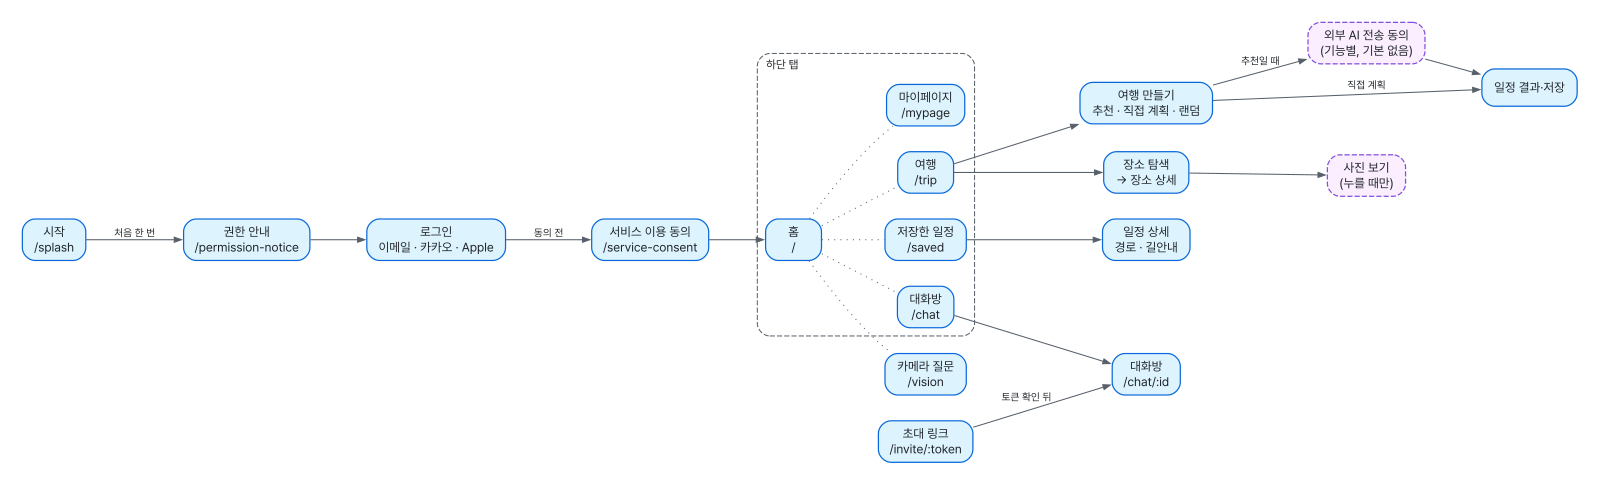 외부 AI 전송 동의
(기능별, 기본 없음)
추천일 때
하단 탭
일정 결과·저장
직접 계획
여행 만들기
추천 · 직접 계획 · 랜덤
마이페이지
/mypage
여행
/trip
장소 탐색
→ 장소 상세
사진 보기
(누를 때만)
시작
/splash
처음 한 번
권한 안내
/permission-notice
로그인
이메일 · 카카오 · Apple
동의 전
서비스 이용 동의
/service-consent
홈
/
저장한 일정
/saved
일정 상세
경로 · 길안내
대화방
/chat
카메라 질문
/vision
대화방
/chat/:id
토큰 확인 뒤
초대 링크
/invite/:token